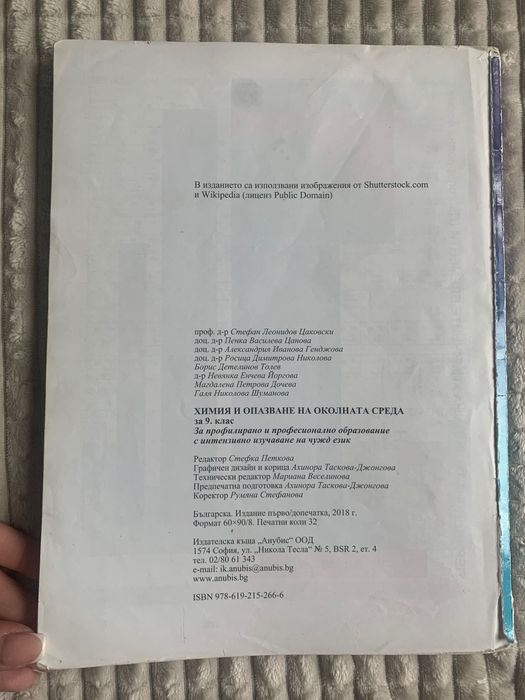 В изданието са използвани изображения от Shutterstock.com
и Wikipedia (лиценз Public Domain)
проф. д-р Стефан Леонидов Цаковски
доц. д-р Пенка Василева Цанова
доц. д-р Александрия Иванова Генджова
доц. д-р Росица Димитрова Николова
Борис Детелинов Толев
д-р Невянка Енчева Йоргова
Магдалена Петрова Дочева
Галя Николова Шуманова
ХИМИЯ И ОПАЗВАНЕ НА ОКОЛНАТА СРЕДА
за 9. клас
За профилирано и професионално образование
с интензивно изучаване на чужд език
Редактор Стефка Петкова
Графичен дизайн и корица Ахинора Таскова-Джонгова
Технически редактор Мариана Веселинова
Предпечатна подготовка Ахинора Таскова-Джонгова
Коректор Румяна Стефанова
Българска. Издание първо/допечатка, 2018 г.
Формат 60×90/8. Печатни коли 32
Издателска къща „Анубис“ ООД
1574 София, ул. „Никола Тесла“ № 5, BSR 2, ет. 4
тел. 02/80 61 343
e-mail: ik.anubis@anubis.bg
www.anubis.bg
ISBN 978-619-215-266-6